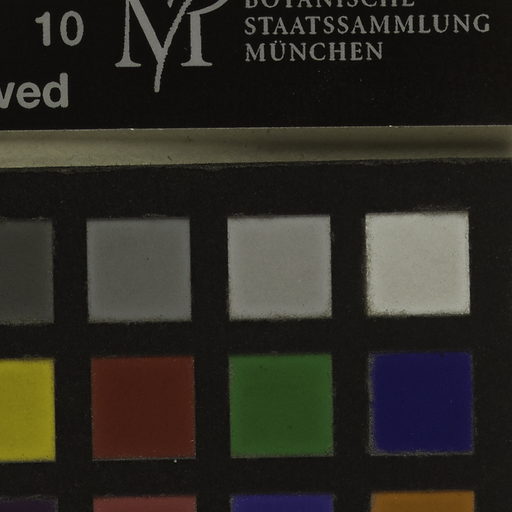 BOTANISCHE
STAATSSAMMLUNG
MÜNCHEN
10
ved